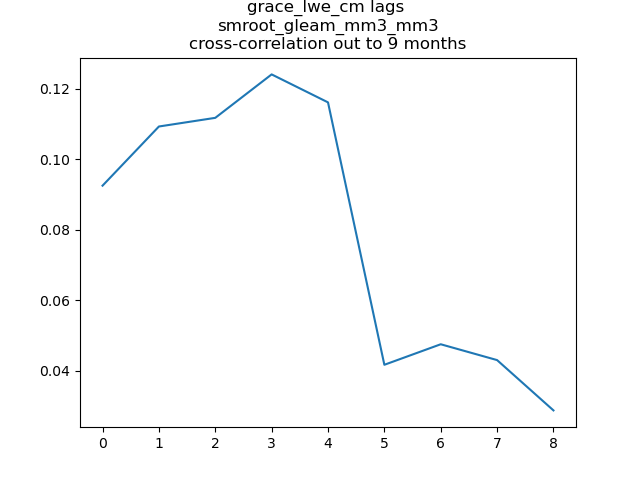 grace_lwe_cm lags
smroot_gleam_mm3_mm3
cross-correlation out to 9 months
0.12
0.10
0.08
0.06
0.04
0 1 2 3 4 5 6 7 8